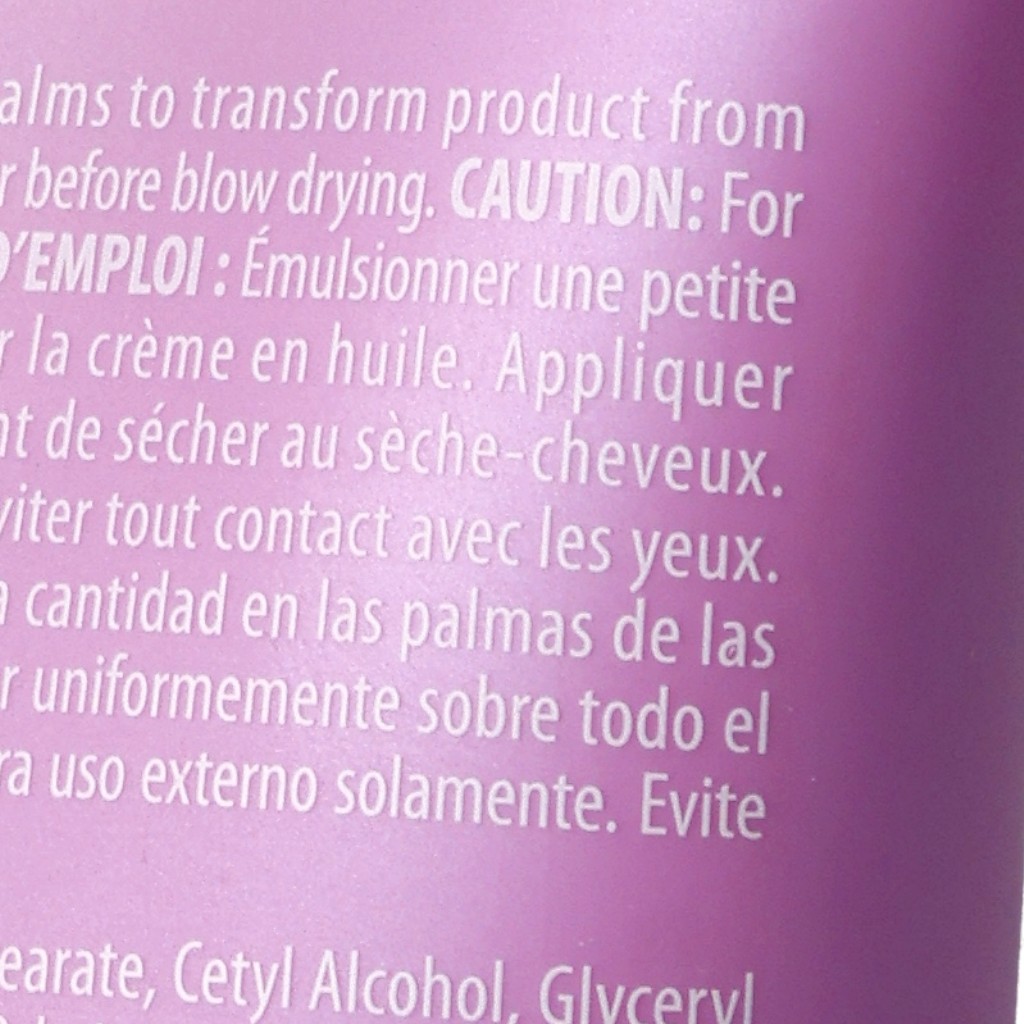 alms to transform product from
r before blow drying. CAUTION: For
D'EMPLOI : Émulsionner une petite
r la crème en huile. Appliquer
nt de sécher au sèche-cheveux.
viter tout contact avec les yeux.
a cantidad en las palmas de las
r uniformemente sobre todo el
ra uso externo solamente. Evite
earate, Cetyl Alcohol, Glyceryl